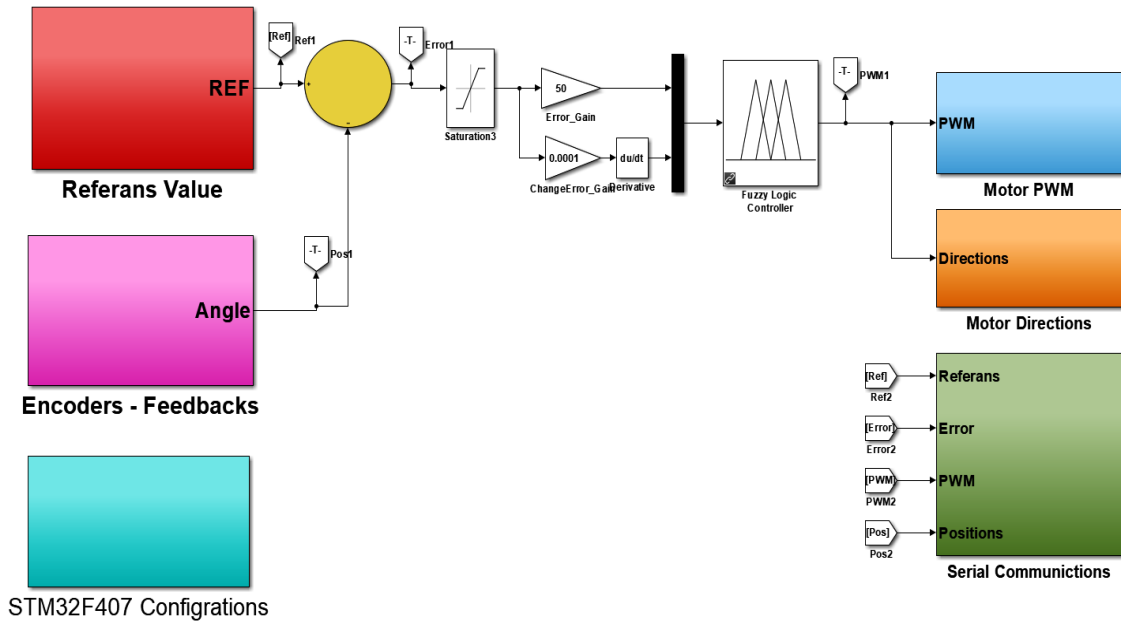 [Ref]
Ref1
REF
Referans Value
+
-
-T-
Error1
Saturation3
50
Error_Gain
0.0001
ChangeError_Gain
du/dt
Derivative
Fuzzy Logic
Controller
-T-
PWM1
PWM
Motor PWM
Directions
Motor Directions
-T-
Pos1
Angle
Encoders - Feedbacks
[Ref]
Ref2
Referans
[Error]
Error2
Error
[PWM]
PWM2
PWM
[Pos]
Pos2
Positions
Serial Communictions
STM32F407 Configrations